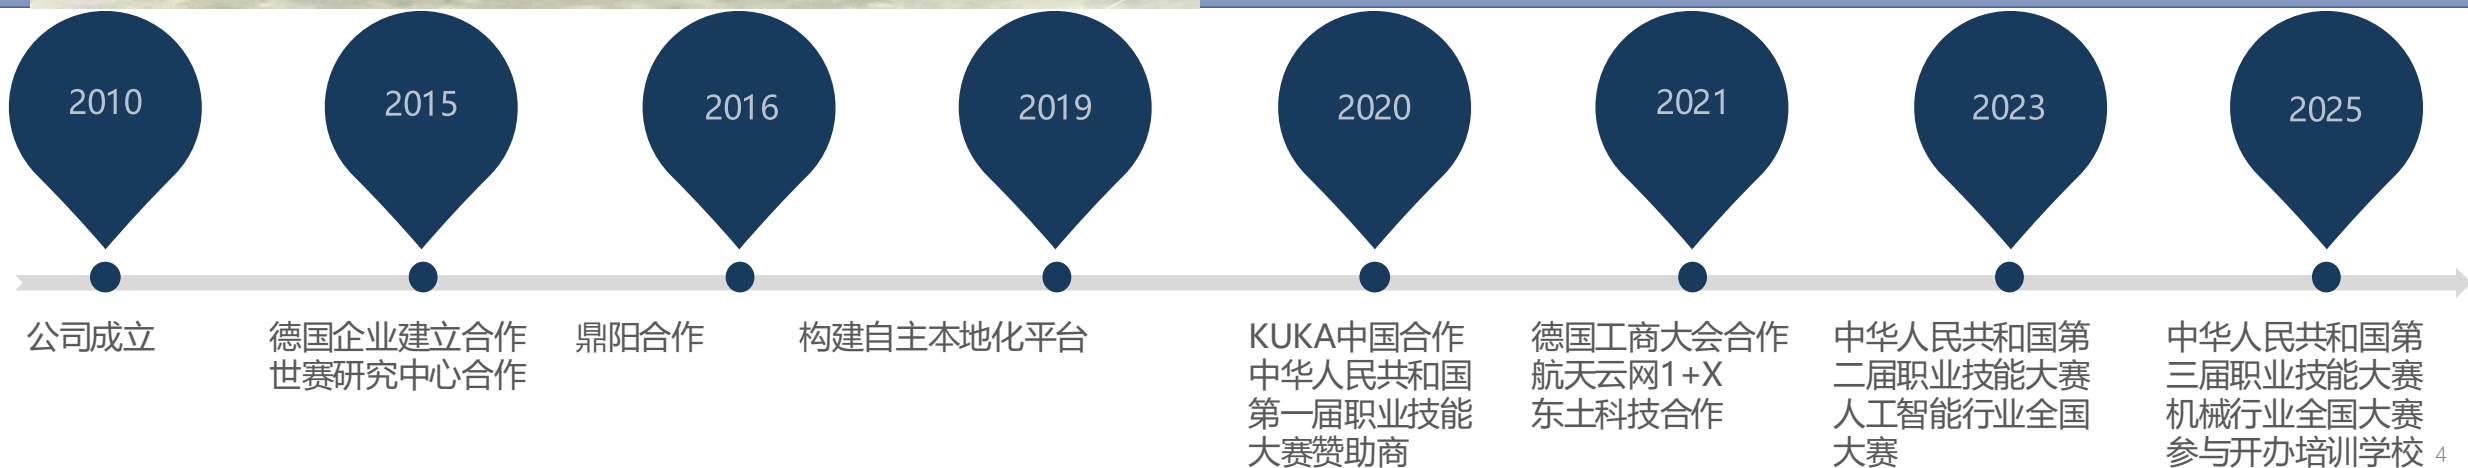 2010
2015
2016
2019
2020
2021
2023
2025
公司成立
德国企业建立合作
世赛研究中心合作
鼎阳合作
构建自主本地化平台
KUKA中国合作
中华人民共和国
第一届职业技能
大赛赞助商
德国工商大会合作
航天云网1+X
东土科技合作
中华人民共和国第
二届职业技能大赛
人工智能行业全国
大赛
中华人民共和国第
三届职业技能大赛
机械行业全国大赛
参与开办培训学校
4